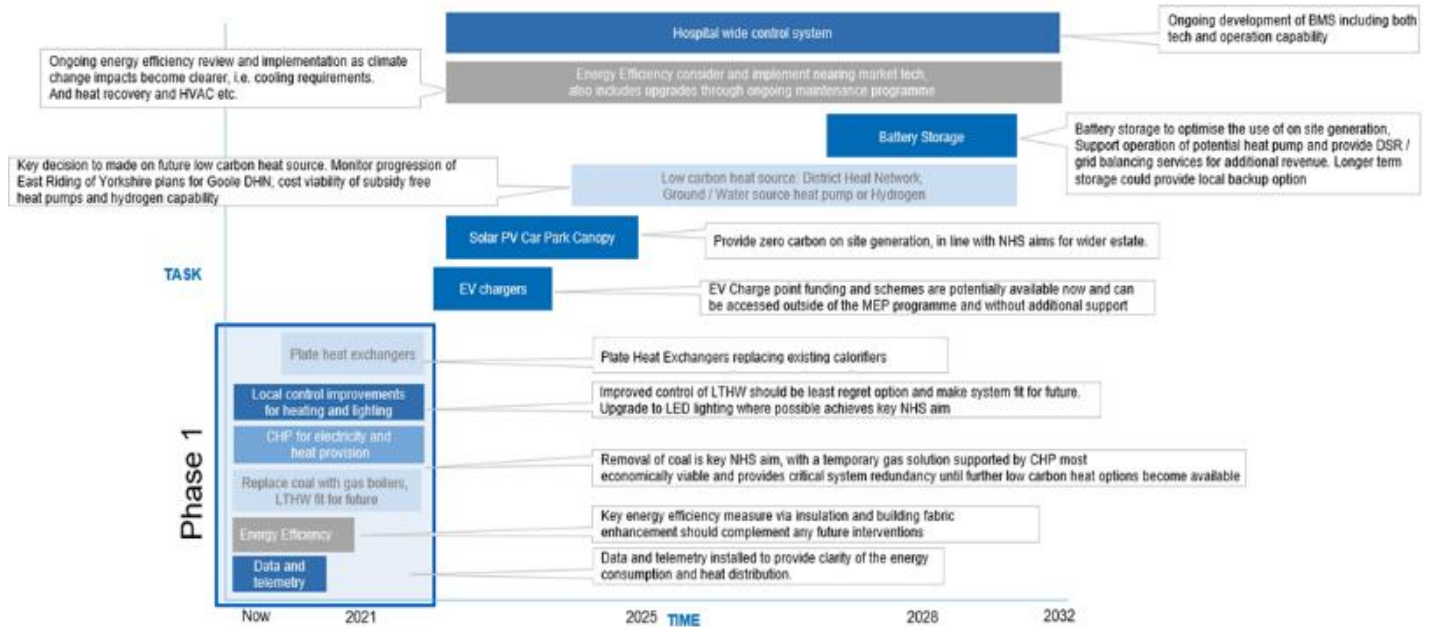 Hospital wide control system
Ongoing development of BMS including both
tech and operation capability
Ongoing energy efficiency review and implementation as climate
change impacts become clearer, i.e. cooling requirements.
And heat recovery and HVAC etc.
Energy Efficiency consider and implement nearing market tech,
also includes upgrades through ongoing maintenance programme
Battery Storage
Battery storage to optimise the use of on site generation,
Support operation of potential heat pump and provide DSR /
grid balancing services for additional revenue. Longer term
storage could provide local backup option
Key decision to made on future low carbon heat source. Monitor progression of
East Riding of Yorkshire plans for Goole DHN; cost viability of subsidy free
heat pumps and hydrogen capability
Low carbon heat source: District Heat Network,
Ground / Water source heat pump or Hydrogen
Solar PV Car Park Canopy
Provide zero carbon on site generation, in line with NHS aims for wider estate.
TASK
EV chargers
EV Charge point funding and schemes are potentially available now and can
be accessed outside of the MEP programme and without additional support
Phase 1
Plate heat exchangers
Plate Heat Exchangers replacing existing calorifiers
Local control improvements
for heating and lighting
Improved control of LTHW should be least regret option and make system fit for future.
Upgrade to LED lighting where possible achieves key NHS aim
CHP for electricity and
heat provision
Removal of coal is key NHS aim, with a temporary gas solution supported by CHP most
economically viable and provides critical system redundancy until further low carbon heat options become available
Replace coal with gas boilers,
LTHW fit for future
Energy Efficiency
Key energy efficiency measure via insulation and building fabric
enhancement should complement any future interventions
Data and
telemetry
Data and telemetry installed to provide clarity of the energy
consumption and heat distribution.
Now
2021
2025
TIME
2028
2032